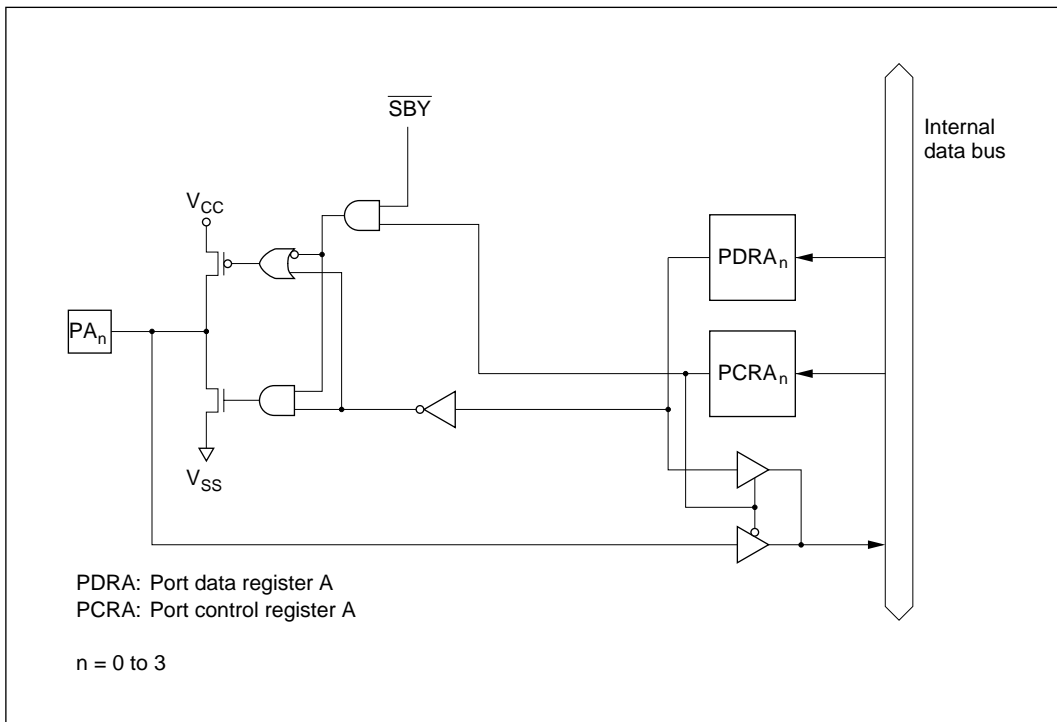 SBY
Internal
data bus
VCC
PDRAn
PAn
PCRAn
VSS
PDRA: Port data register A
PCRA: Port control register A
n = 0 to 3